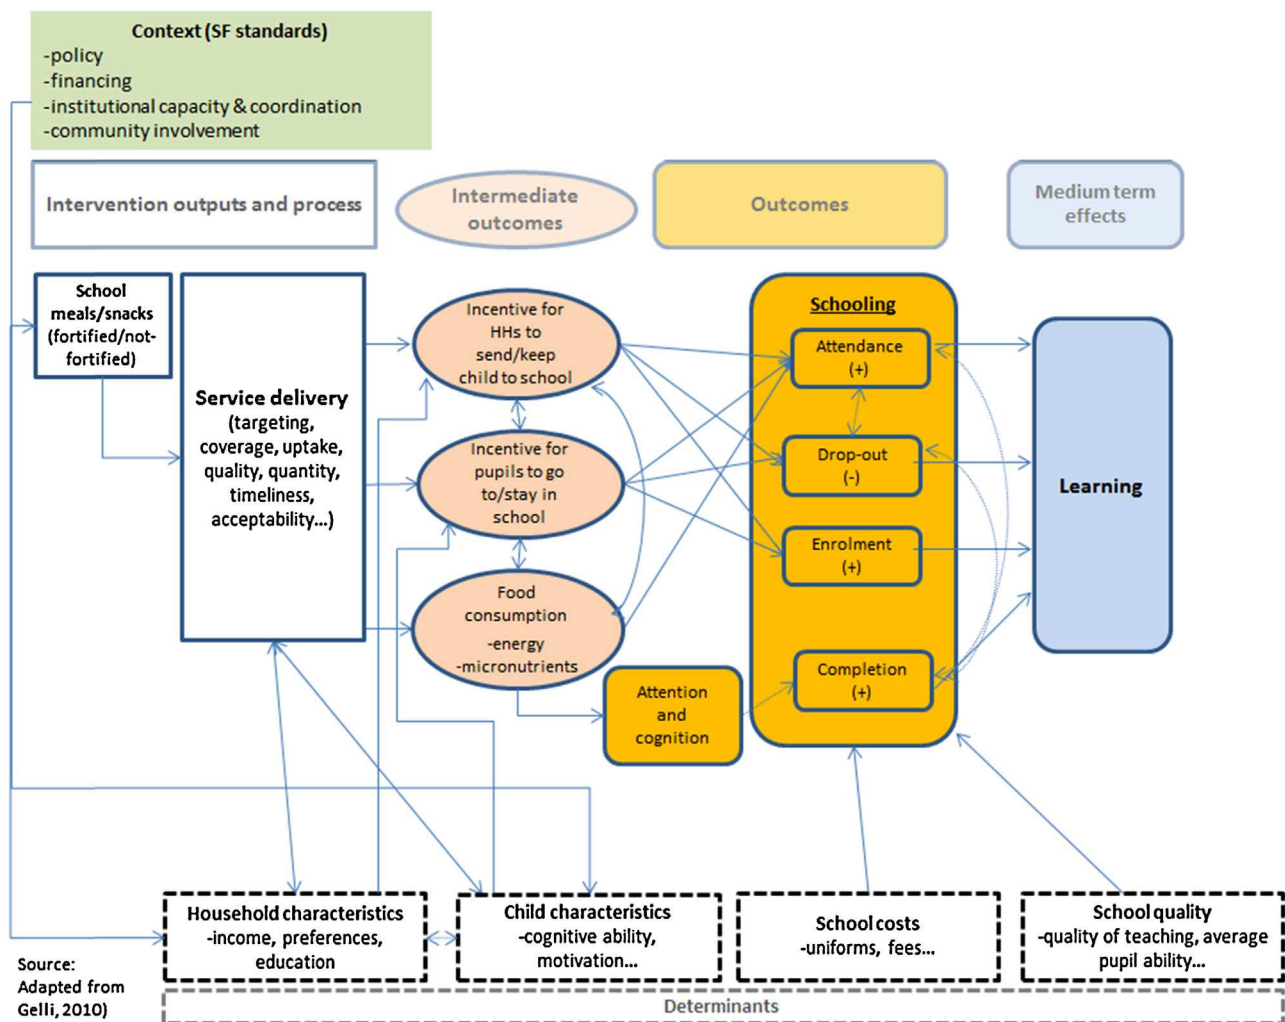 Context (SF standards)
-policy
-financing
-institutional capacity & coordination
-community involvement
Intervention outputs and process
Intermediate
outcomes
Outcomes
Medium term
effects
School
meals/snacks
(fortified/not-
fortified)
Service delivery
(targeting,
coverage, uptake,
quality, quantity,
timeliness,
acceptability...)
Incentive for
HHs to
send/keep
child to school
Incentive for
pupils to go
to/stay in
school
Food
consumption
-energy
-micronutrients
Attention
and
cognition
Schooling
Attendance
(+)
Drop-out
(-)
Enrolment
(+)
Completion
(+)
Learning
Household characteristics
-income, preferences,
education
Child characteristics
-cognitive ability,
motivation...
School costs
-uniforms, fees...
School quality
-quality of teaching, average
pupil ability...
Source:
Adapted from
Gelli, 2010)
Determinants